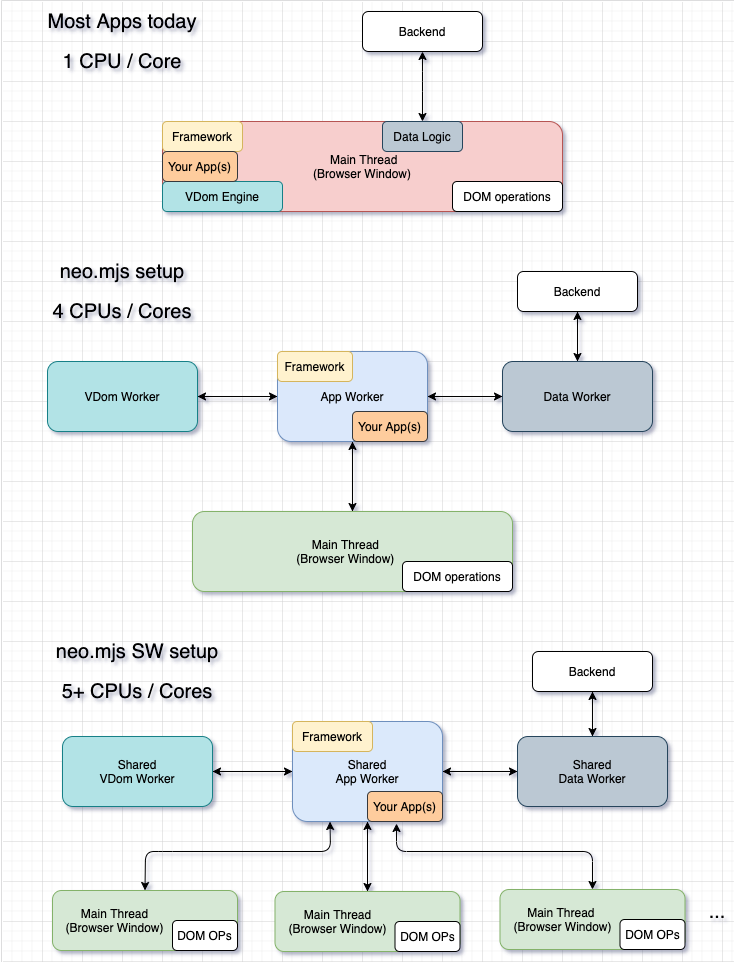 Most Apps today
1 CPU / Core
Backend
Framework
Data Logic
Your App(s)
Main Thread
(Browser Window)
VDom Engine
DOM operations
neo.mjs setup
4 CPUs / Cores
Backend
Framework
VDom Worker
App Worker
Data Worker
Your App(s)
Main Thread
(Browser Window)
DOM operations
neo.mjs SW setup
5+ CPUs / Cores
Backend
Framework
Shared
VDom Worker
Shared
App Worker
Shared
Data Worker
Your App(s)
Main Thread
(Browser Window)
DOM OPs
Main Thread
(Browser Window)
DOM OPs
Main Thread
(Browser Window)
DOM OPs
...